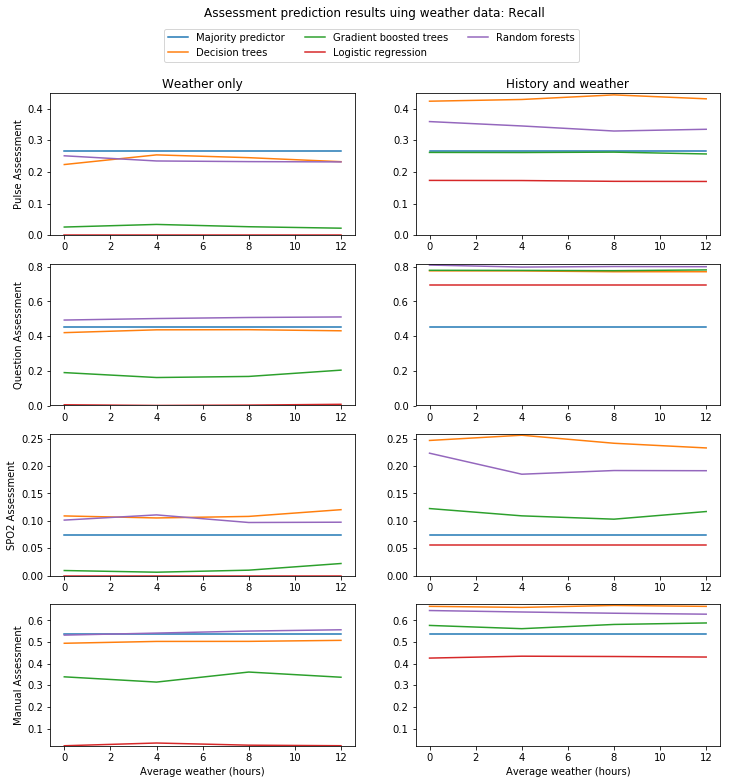 Assessment prediction results uing weather data: Recall
Majority predictor Gradient boosted trees Random forests
Decision trees Logistic regression
Weather only
Pulse Assessment
0.4
0.3
0.2
0.1
0.0
0 2 4 6 8 10 12
History and weather
0.4
0.3
0.2
0.1
0.0
0 2 4 6 8 10 12
Question Assessment
0.8
0.6
0.4
0.2
0.0
0 2 4 6 8 10 12
0.8
0.6
0.4
0.2
0.0
0 2 4 6 8 10 12
SPO2 Assessment
0.25
0.20
0.15
0.10
0.05
0.00
0 2 4 6 8 10 12
0.25
0.20
0.15
0.10
0.05
0.00
0 2 4 6 8 10 12
Manual Assessment
0.6
0.5
0.4
0.3
0.2
0.1
0 2 4 6 8 10 12
Average weather (hours)
0.6
0.5
0.4
0.3
0.2
0.1
0 2 4 6 8 10 12
Average weather (hours)